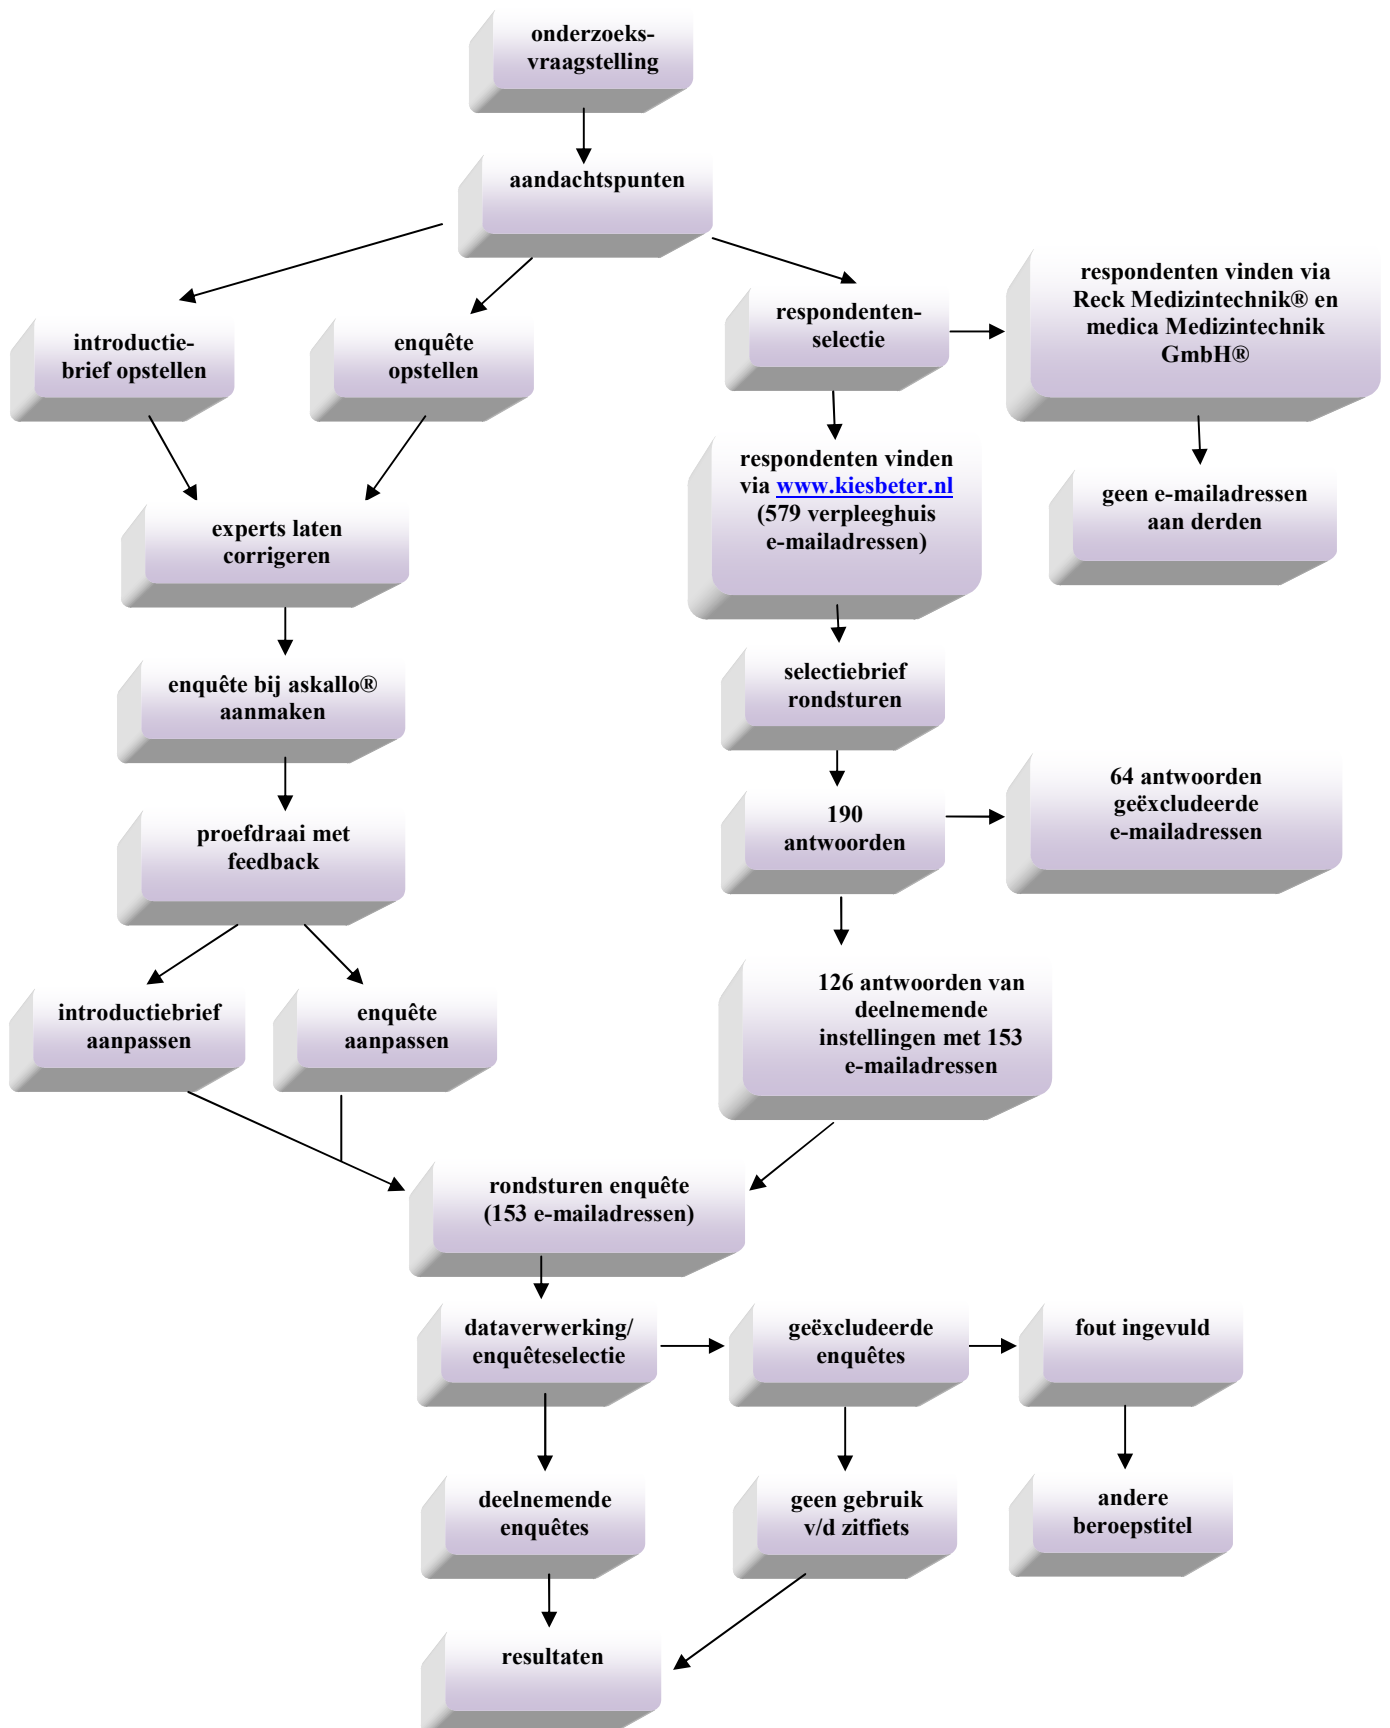 onderzoeks-
vraagstelling
aandachtspunten
introductie-
brief opstellen
enquête
opstellen
respondenten-
selectie
respondenten vinden via
Reck Medizintechnik® en
medica Medizintechnik
GmbH®
respondenten vinden
via www.kiesbeter.nl
(579 verpleeghuis
e-mailadressen)
geen e-mailadressen
aan derden
experts laten
corrigeren
selectiebrief
rondsturen
enquête bij askallo®
aanmaken
190
antwoorden
64 antwoorden
geëxcludeerde
e-mailadressen
proefdraai met
feedback
introductiebrief
aanpassen
enquête
aanpassen
126 antwoorden van
deelnemende
instellingen met 153
e-mailadressen
rondsturen enquête
(153 e-mailadressen)
dataverwerking/
enquêteselectie
geëxcludeerde
enquêtes
fout ingevuld
deelnemende
enquêtes
geen gebruik
v/d zitfiets
andere
beroepstitel
resultaten